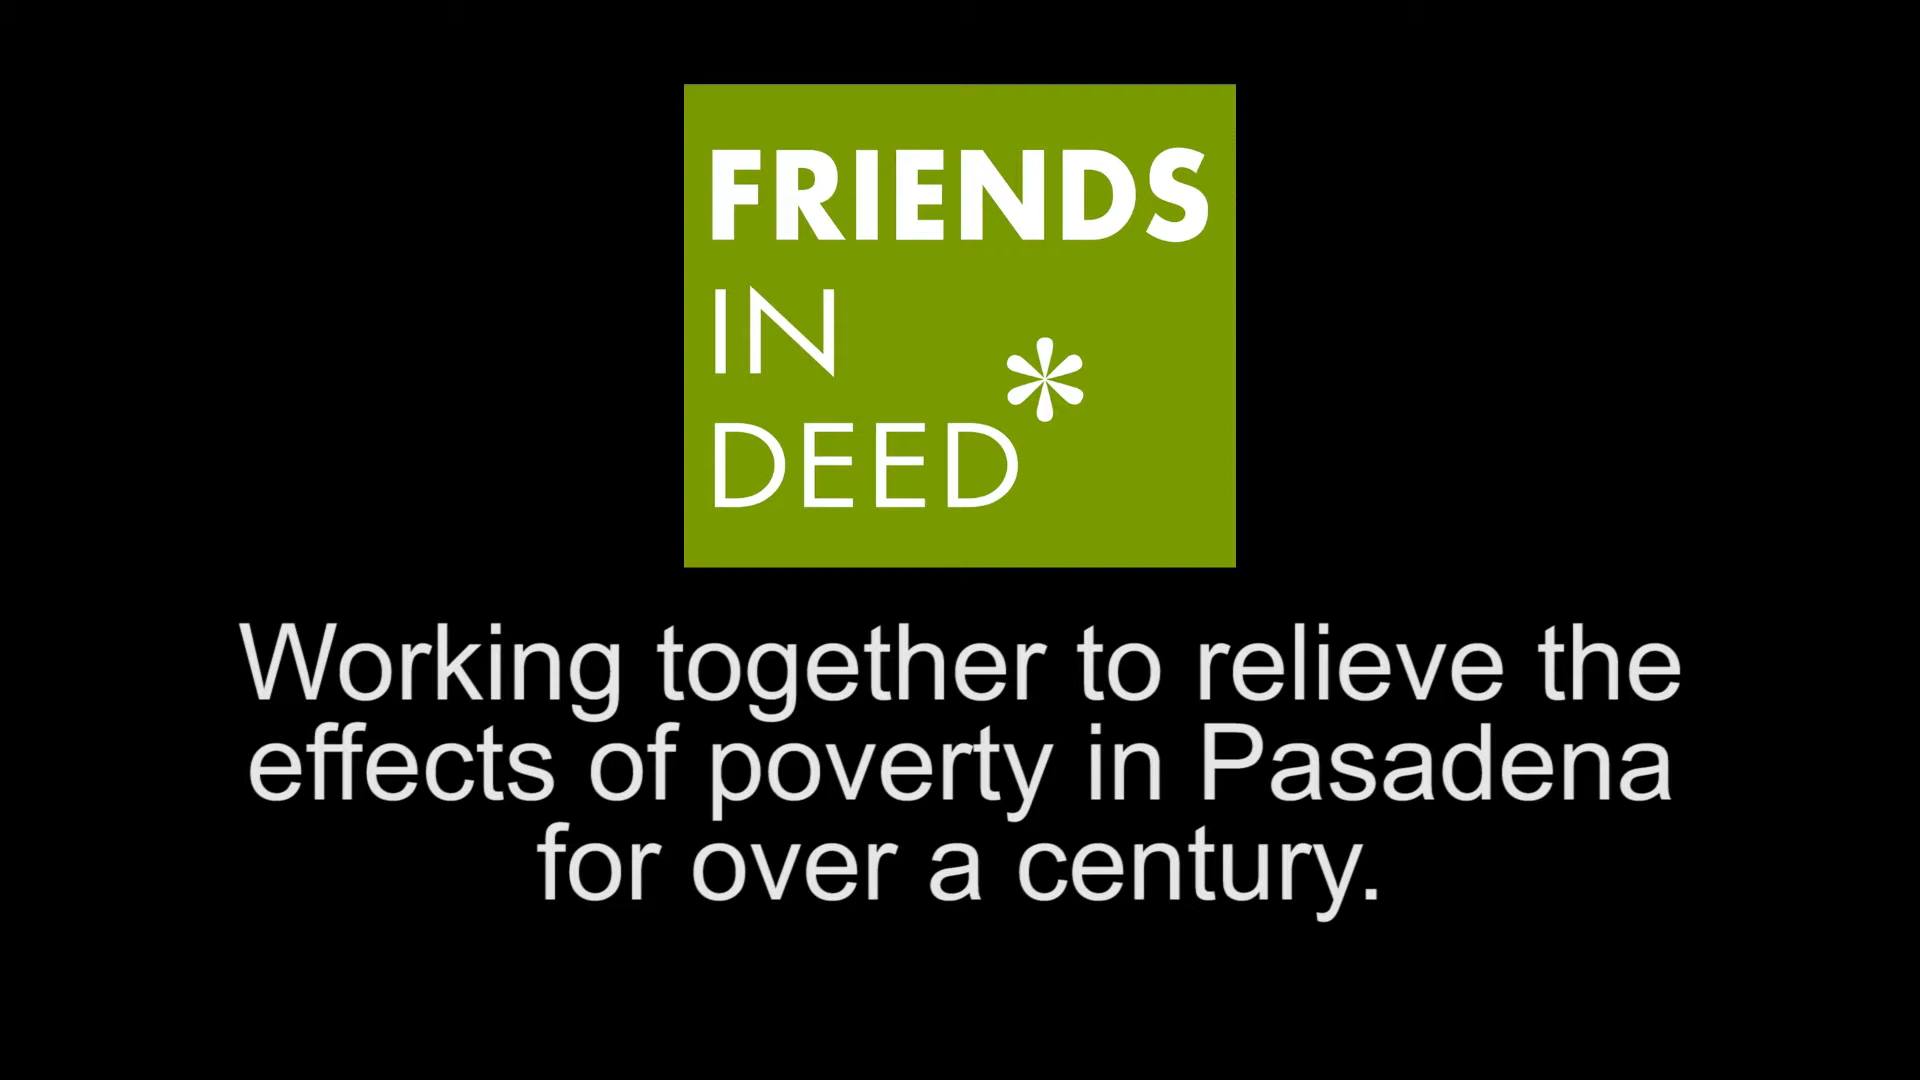 FRIENDS
IN
DEED*
Working together to relieve the
effects of poverty in Pasadena
for over a century.